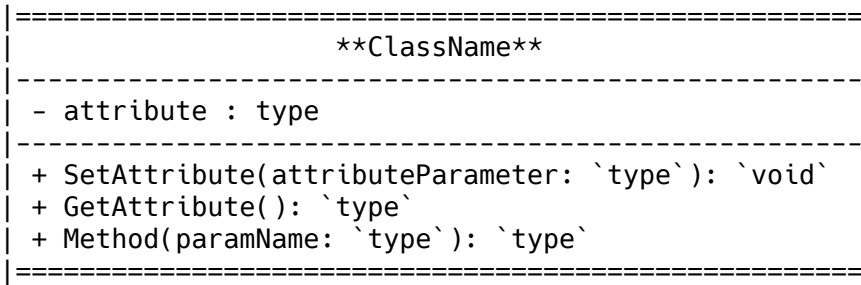 |=====================================================
|                    **ClassName**
|-----------------------------------------------------
| - attribute : type
|-----------------------------------------------------
| + SetAttribute(attributeParameter: `type`): `void`
| + GetAttribute(): `type`
| + Method(paramName: `type`): `type`
|=====================================================